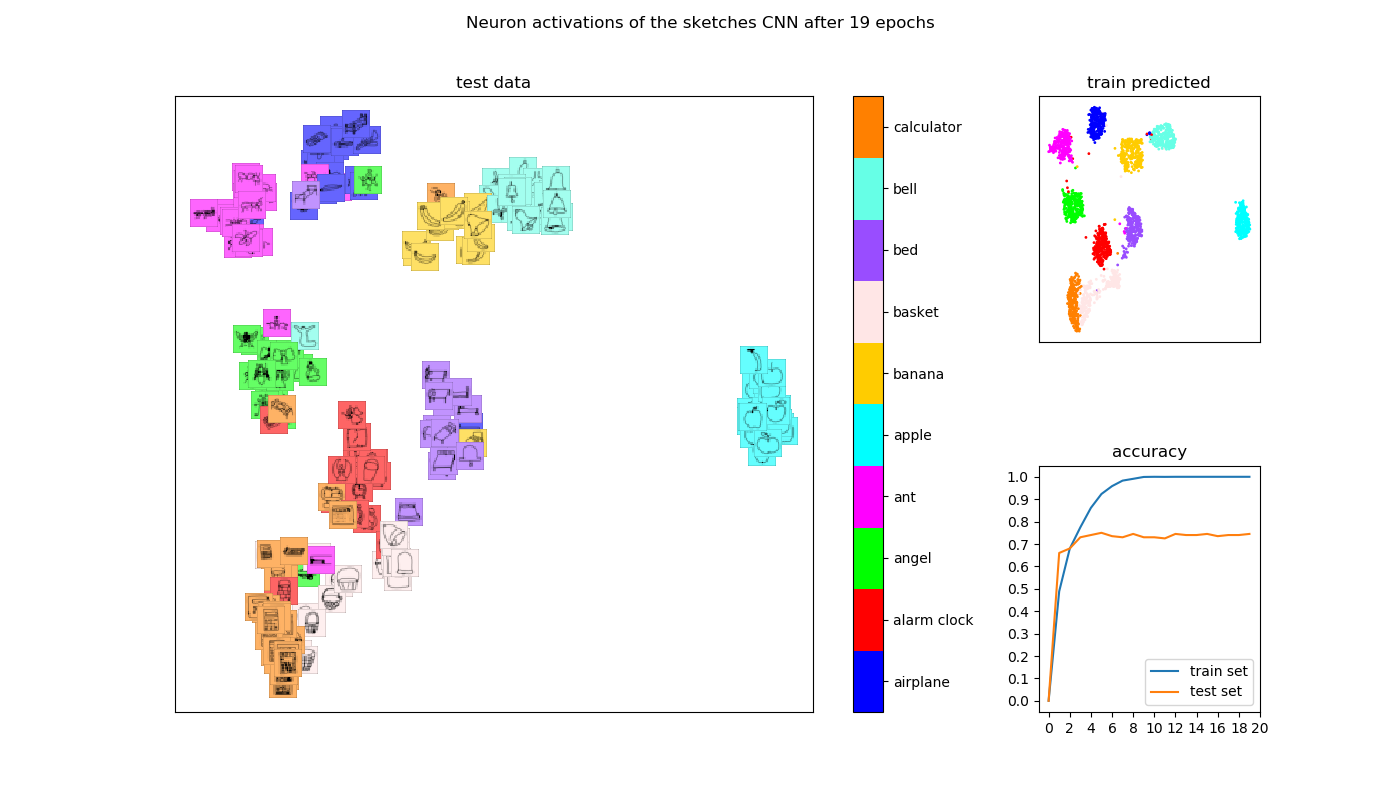 Neuron activations of the sketches CNN after 19 epochs
test data
calculator
bell
bed
basket
banana
apple
ant
angel
alarm clock
airplane
train predicted
accuracy
1.0
0.9
0.8
0.7
0.6
0.5
0.4
0.3
0.2
0.1
0.0
train set
test set
0 2 4 6 8 10 12 14 16 18 20